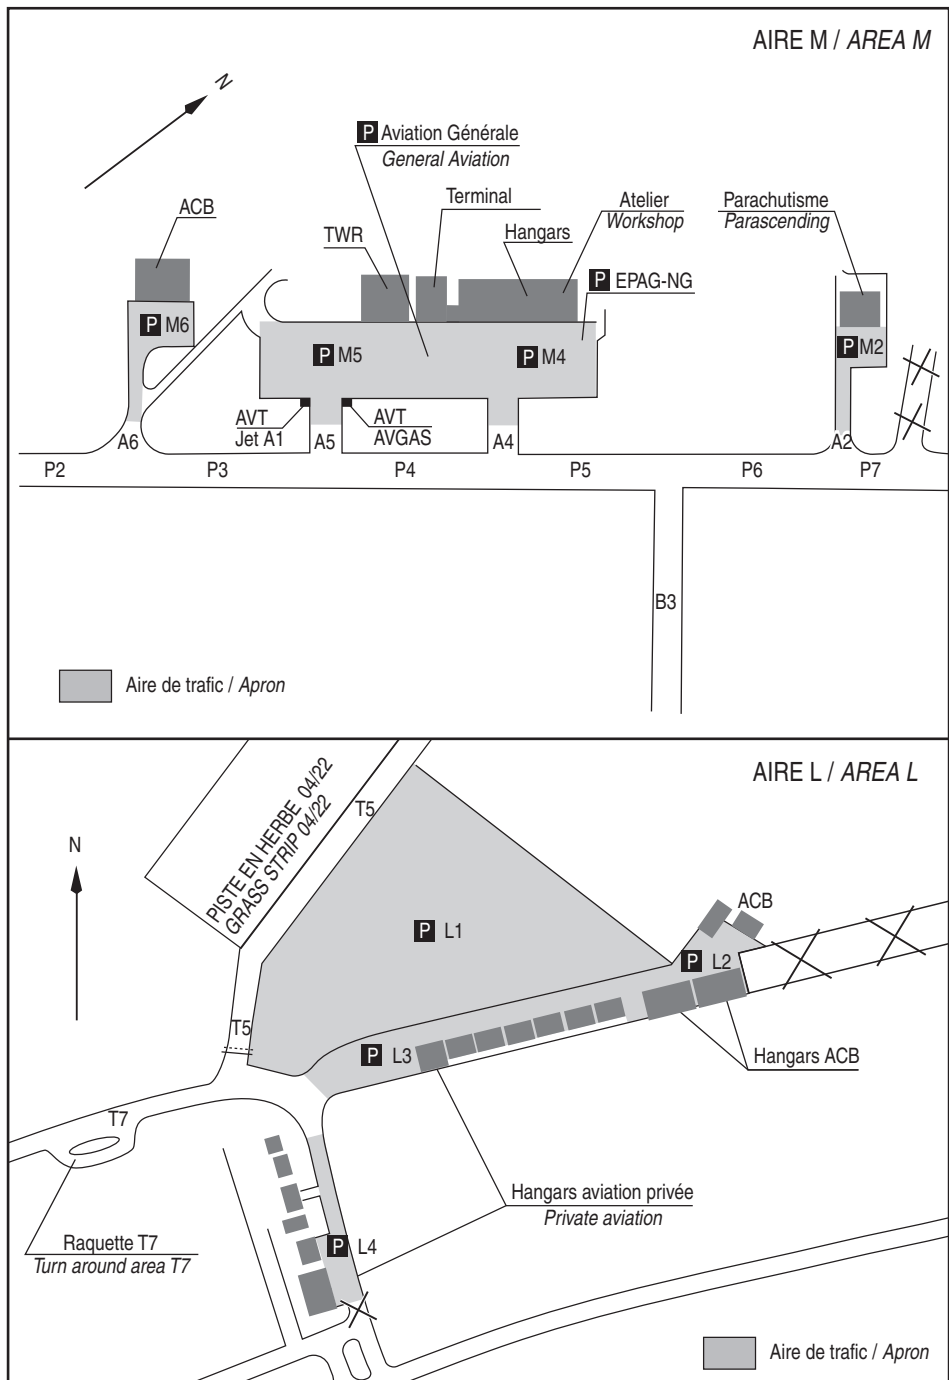 AIRE M / AREA M
N
P Aviation Générale
General Aviation
ACB
Terminal
Atelier
Workshop
Parachutisme
Parascending
TWR
Hangars
P EPAG-NG
P M6
P M5
P M4
P M2
AVT
Jet A1
AVT
AVGAS
A6
A5
A4
A2
P2
P3
P4
P5
P6
P7
B3
Aire de trafic / Apron
AIRE L / AREA L
N
PISTE EN HERBE 04/22
GRASS STRIP 04/22
T5
ACB
P L1
P L2
T5
P L3
Hangars ACB
T7
Hangars aviation privée
Private aviation
Raquette T7
Turn around area T7
P L4
Aire de trafic / Apron